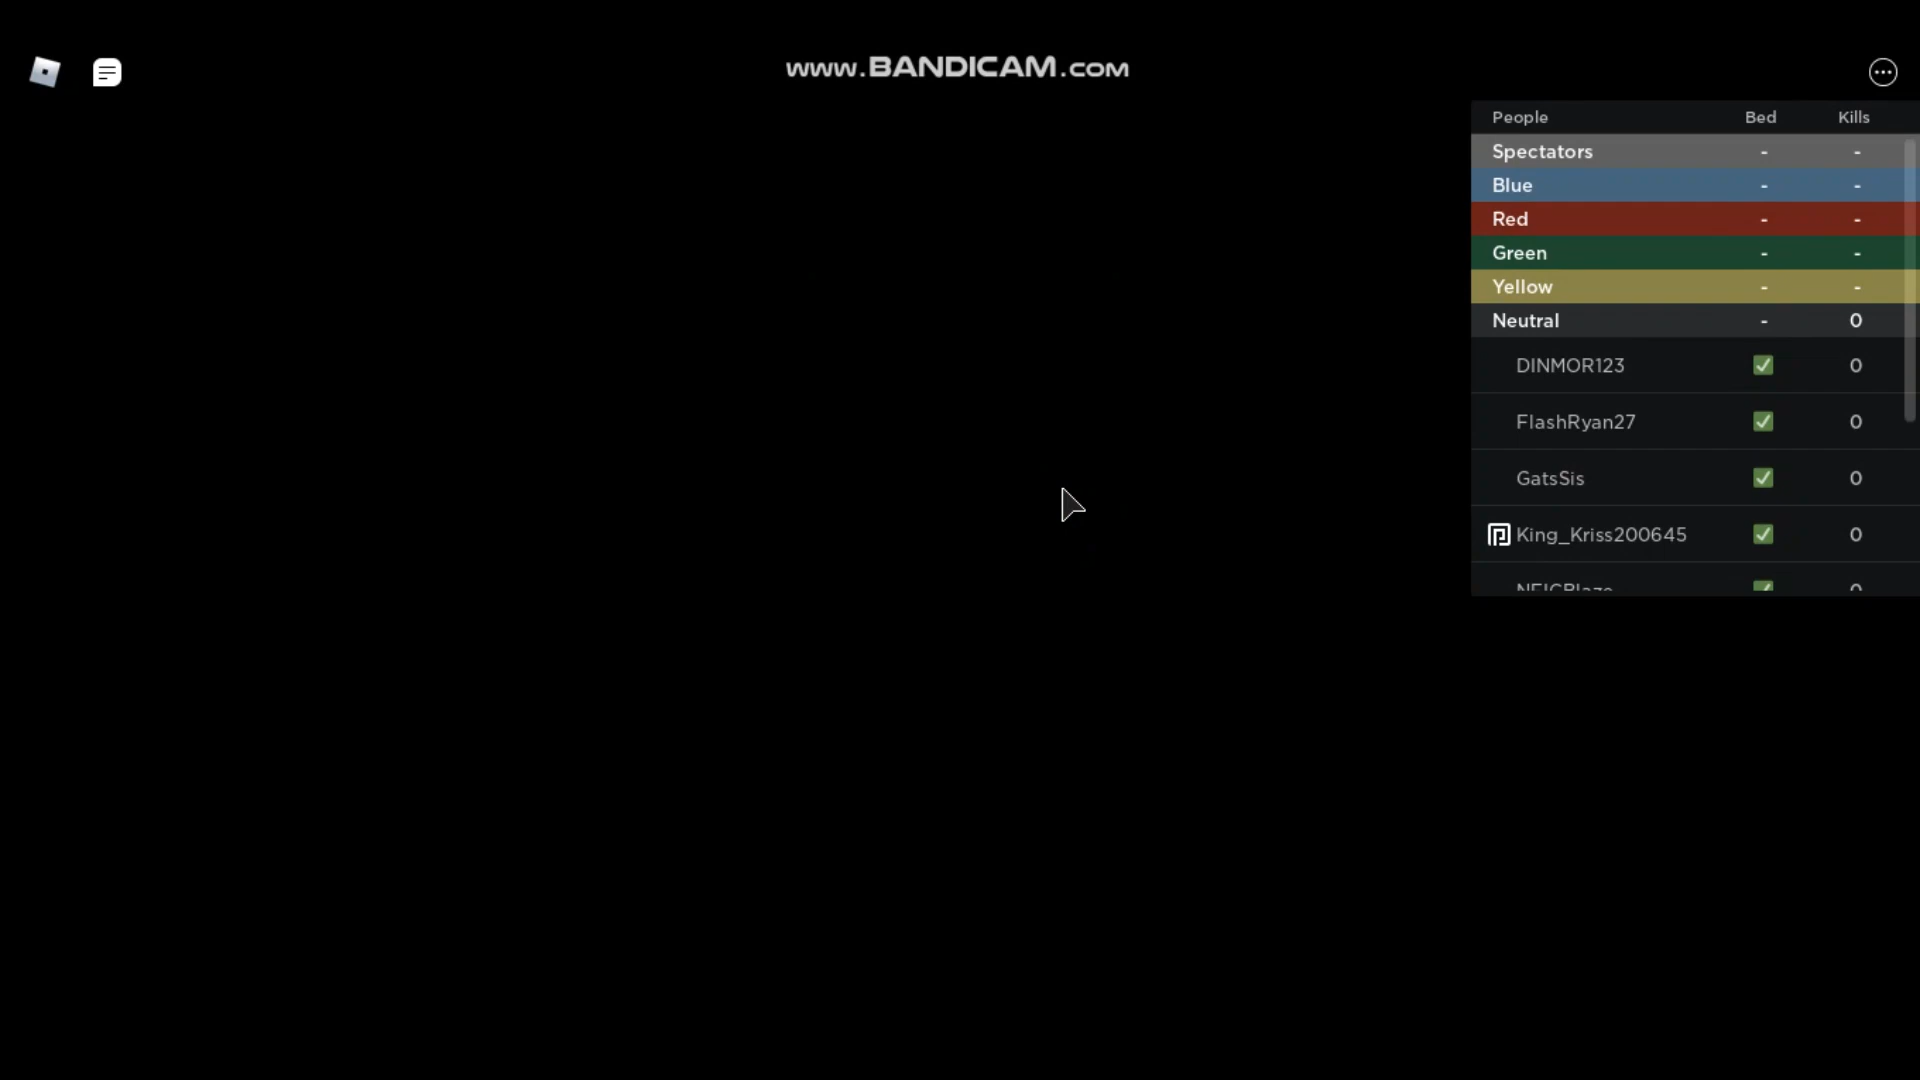 www.BANDICAM.com
People Bed Kills
Spectators - -
Blue - -
Red - -
Green - -
Yellow - -
Neutral - 0
DINMOR123 0
FlashRyan27 0
GatsSis 0
King_Kriss200645 0